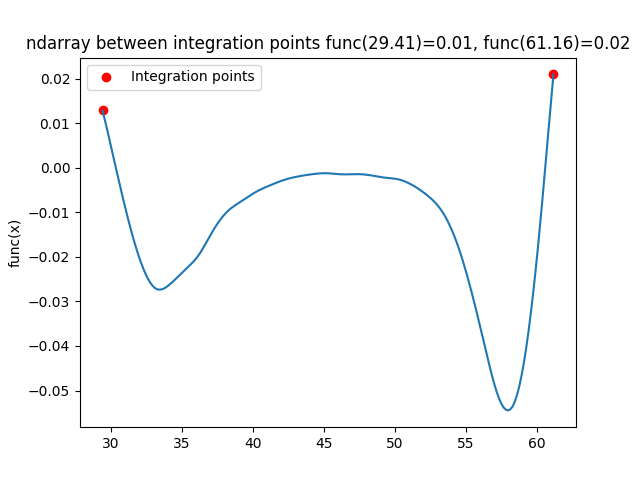 ndarray between integration points func(29.41)=0.01, func(61.16)=0.02
Integration points
func(x)
0.02
0.01
0.00
−0.01
−0.02
−0.03
−0.04
−0.05
30 35 40 45 50 55 60